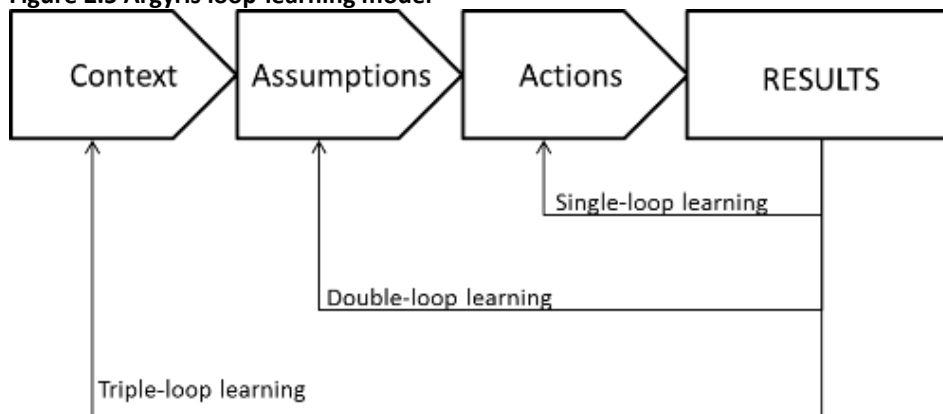 Figure 2.5 Argyris loop learning model
Context
Assumptions
Actions
RESULTS
Single-loop learning
Double-loop learning
Triple-loop learning